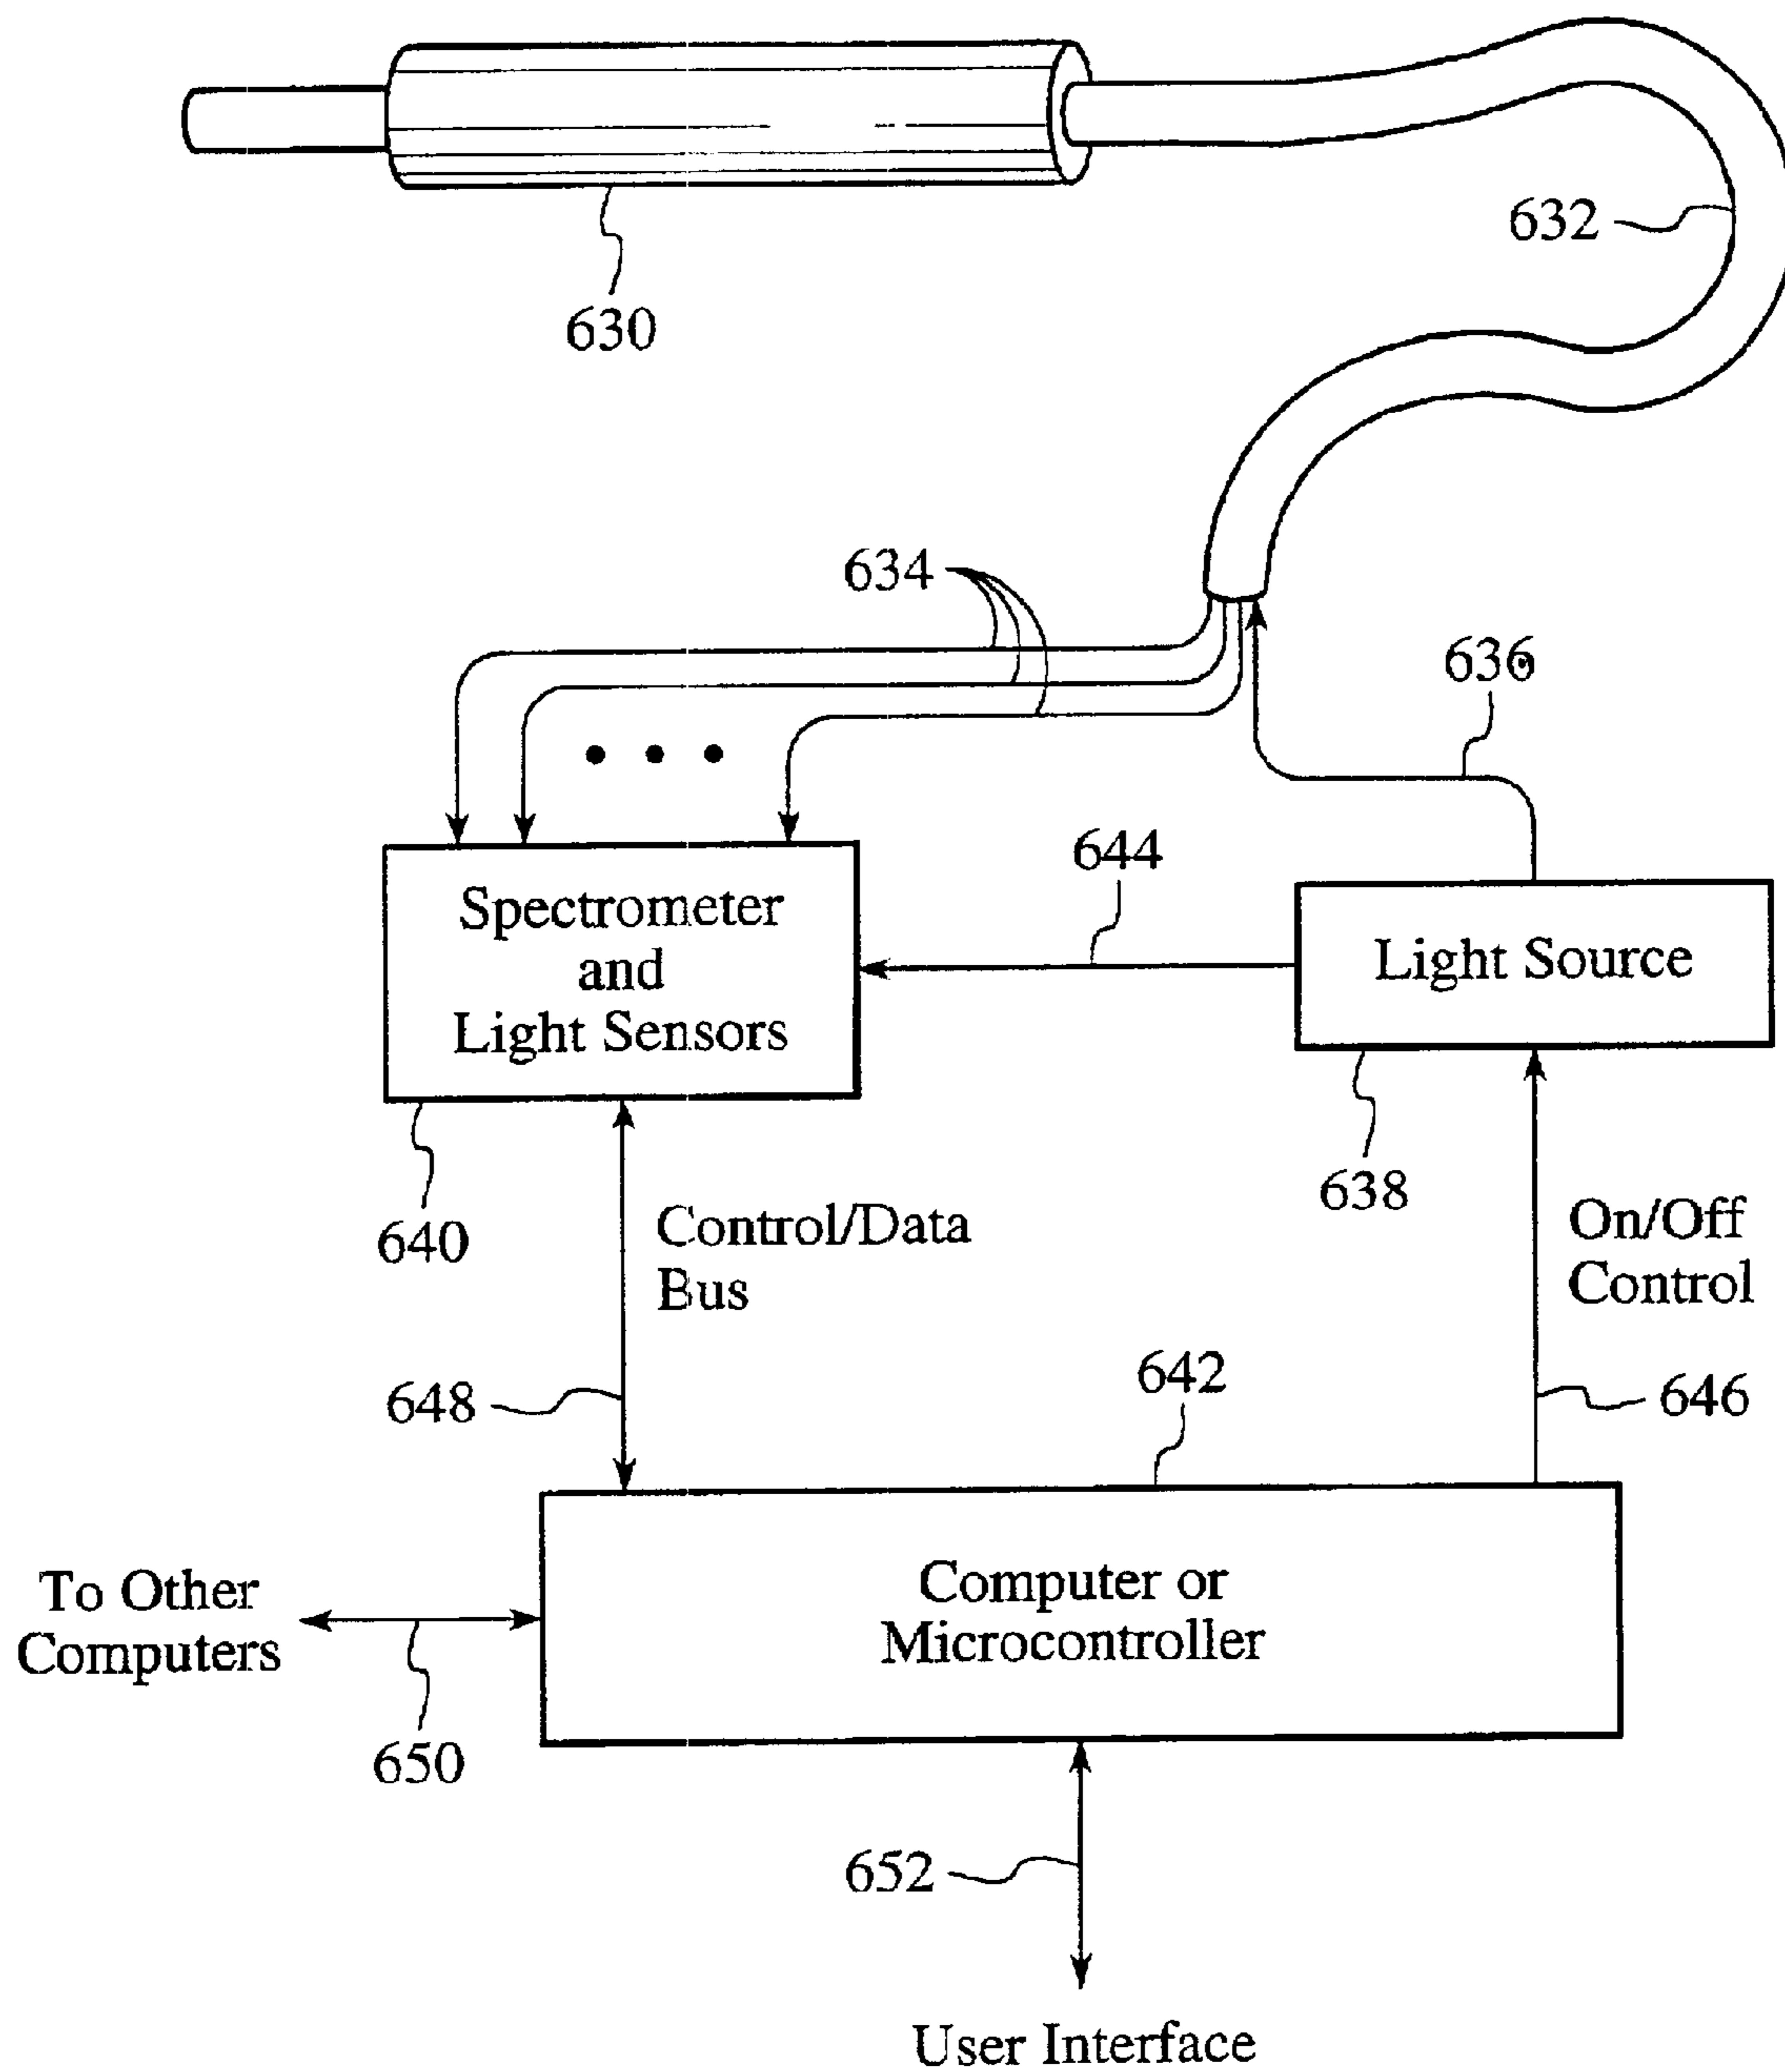 632
630
634
636
644
Spectrometer
and
Light Sensors
Light Source
638
640
Control/Data
Bus
On/Off
Control
642
648
646
To Other
Computers
Computer or
Microcontroller
650
652
User Interface